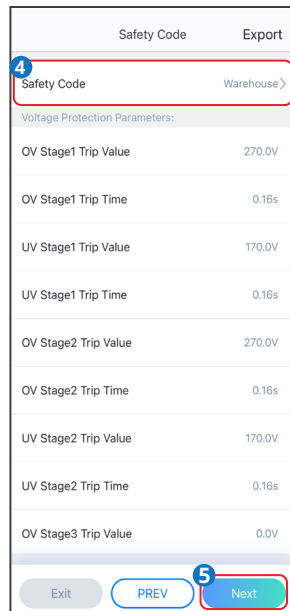 Safety Code Export
4
Safety Code Warehouse
Voltage Protection Parameters:
OV Stage1 Trip Value 270.0V
OV Stage1 Trip Time 0.16s
UV Stage1 Trip Value 170.0V
UV Stage1 Trip Time 0.16s
OV Stage2 Trip Value 270.0V
OV Stage2 Trip Time 0.16s
UV Stage2 Trip Value 170.0V
UV Stage2 Trip Time 0.16s
OV Stage3 Trip Value 0.0V
5
Exit PREV Next